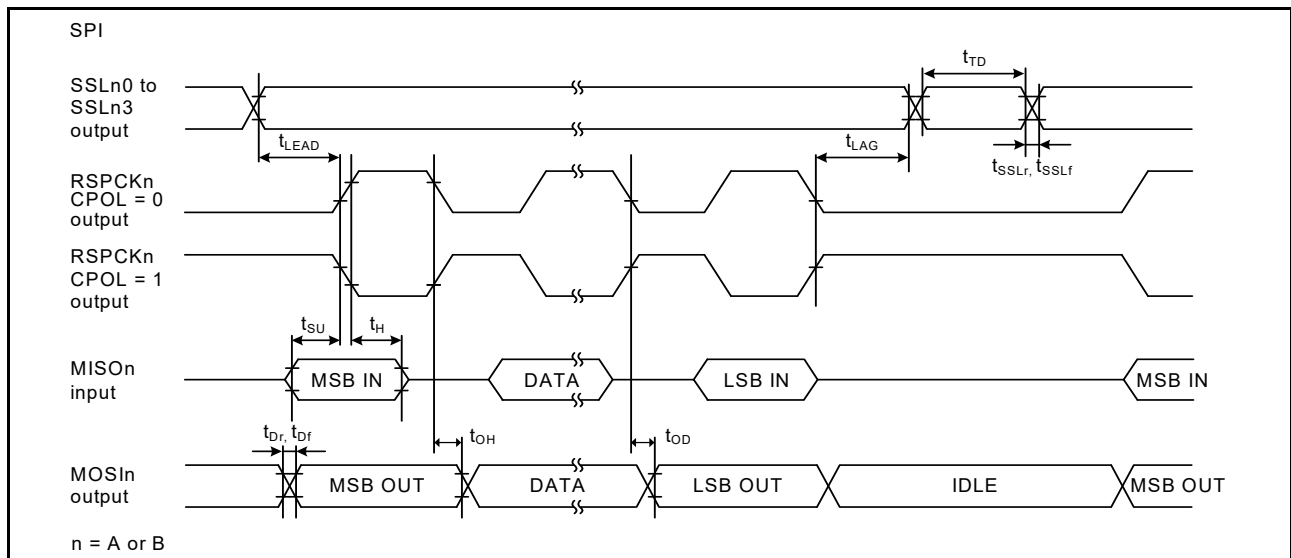 SPI
SSLn0 to
SSLn3
output
tTD
tLEAD
tLAG
tSSLr, tSSLf
RSPCKn
CPOL = 0
output
RSPCKn
CPOL = 1
output
tSU
tH
MISOn
input
MSB IN
DATA
LSB IN
MSB IN
tDr, tDf
tOH
tOD
MOSIn
output
MSB OUT
DATA
LSB OUT
IDLE
MSB OUT
n = A or B